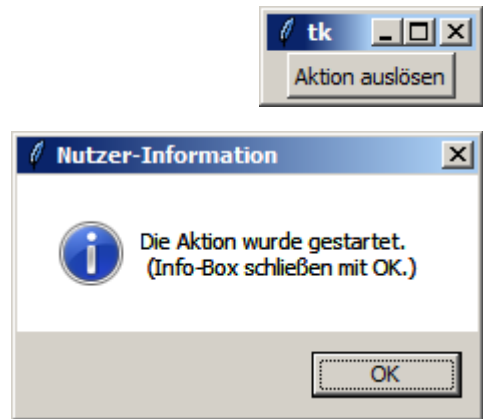 tk
Aktion auslösen
Nutzer-Information
Die Aktion wurde gestartet.
(Info-Box schließen mit OK.)
OK